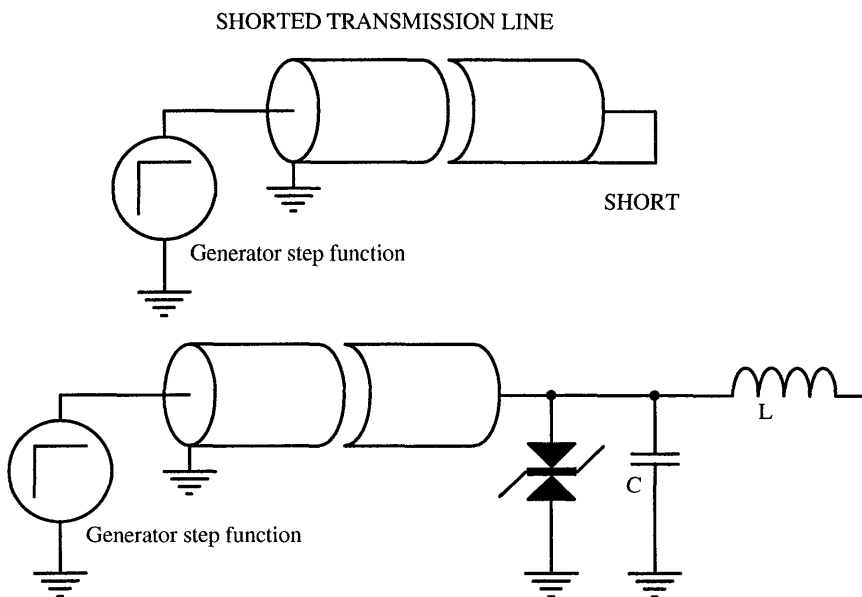 SHORTED TRANSMISSION LINE
SHORT
Generator step function
L
C
Generator step function